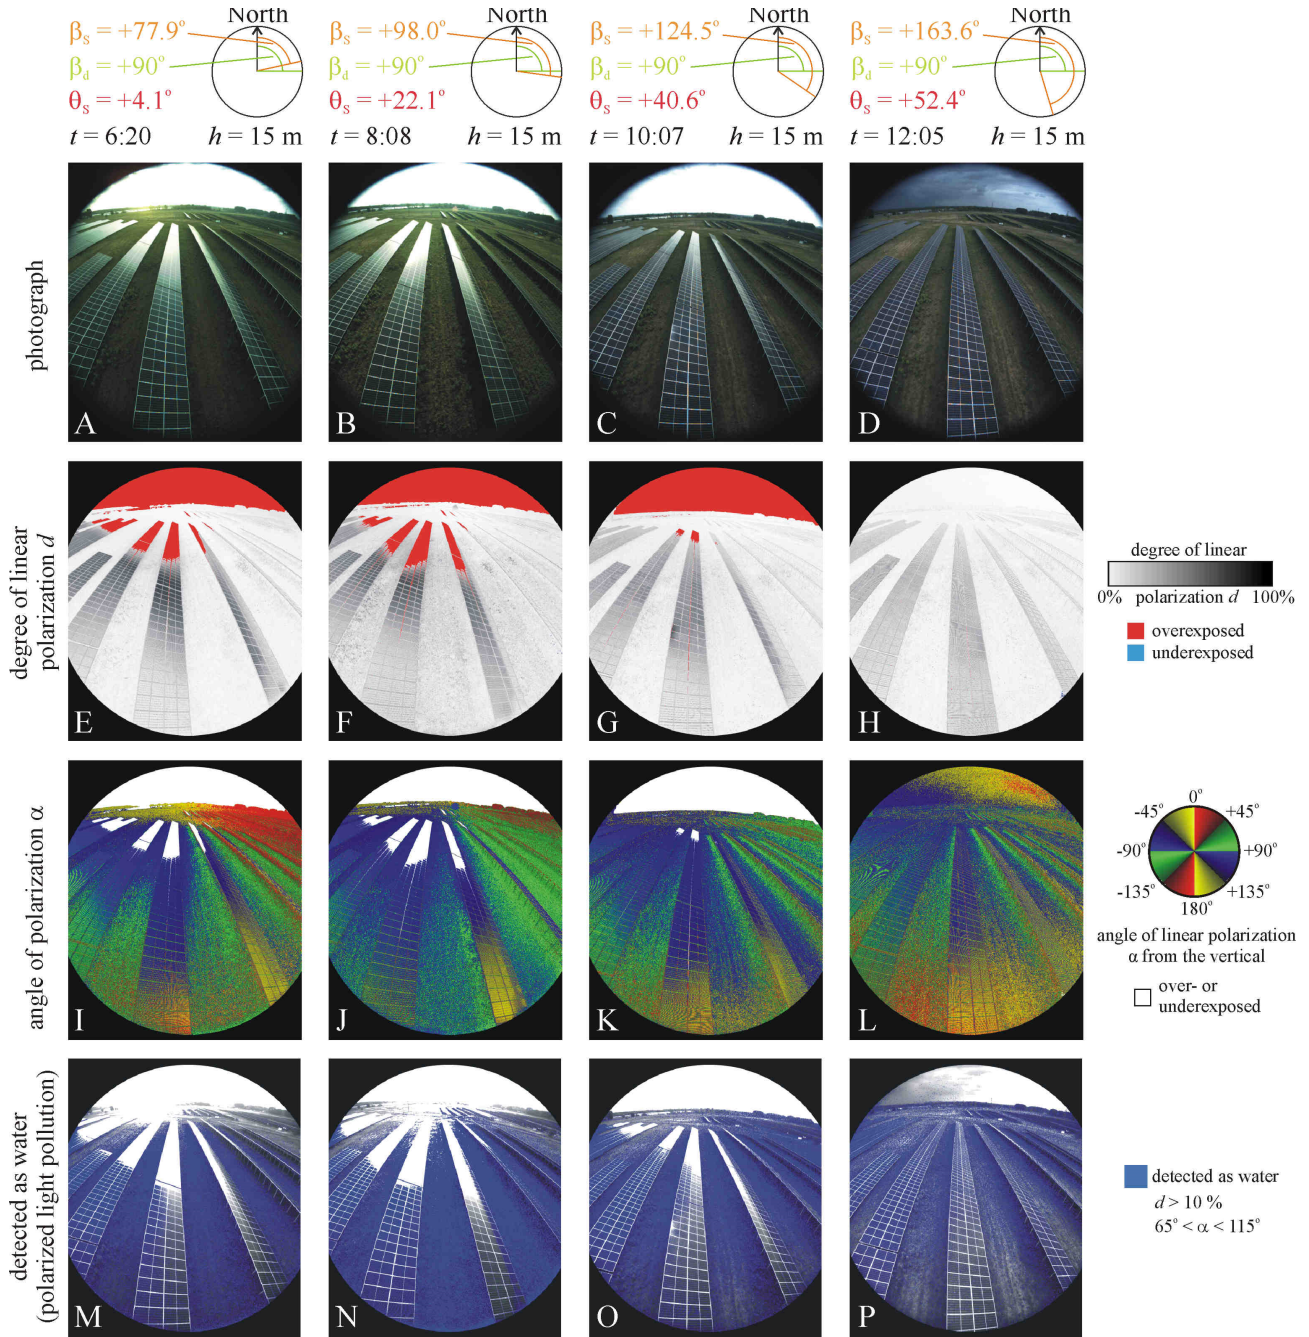 North
βs = +77.9°
βd = +90°
θs = +4.1°
t = 6:20 h = 15 m
North
βs = +98.0°
βd = +90°
θs = +22.1°
t = 8:08 h = 15 m
North
βs = +124.5°
βd = +90°
θs = +40.6°
t = 10:07 h = 15 m
North
βs = +163.6°
βd = +90°
θs = +52.4°
t = 12:05 h = 15 m
photograph
A
B
C
D
degree of linear
polarization d
E
F
G
H
degree of linear
0% polarization d 100%
overexposed
underexposed
angle of polarization α
I
J
K
L
0°
-45° +45°
-90° +90°
-135° +135°
180°
angle of linear polarization
α from the vertical
over- or
underexposed
detected as water
(polarized light pollution)
M
N
O
P
detected as water
d > 10 %
65° < α < 115°